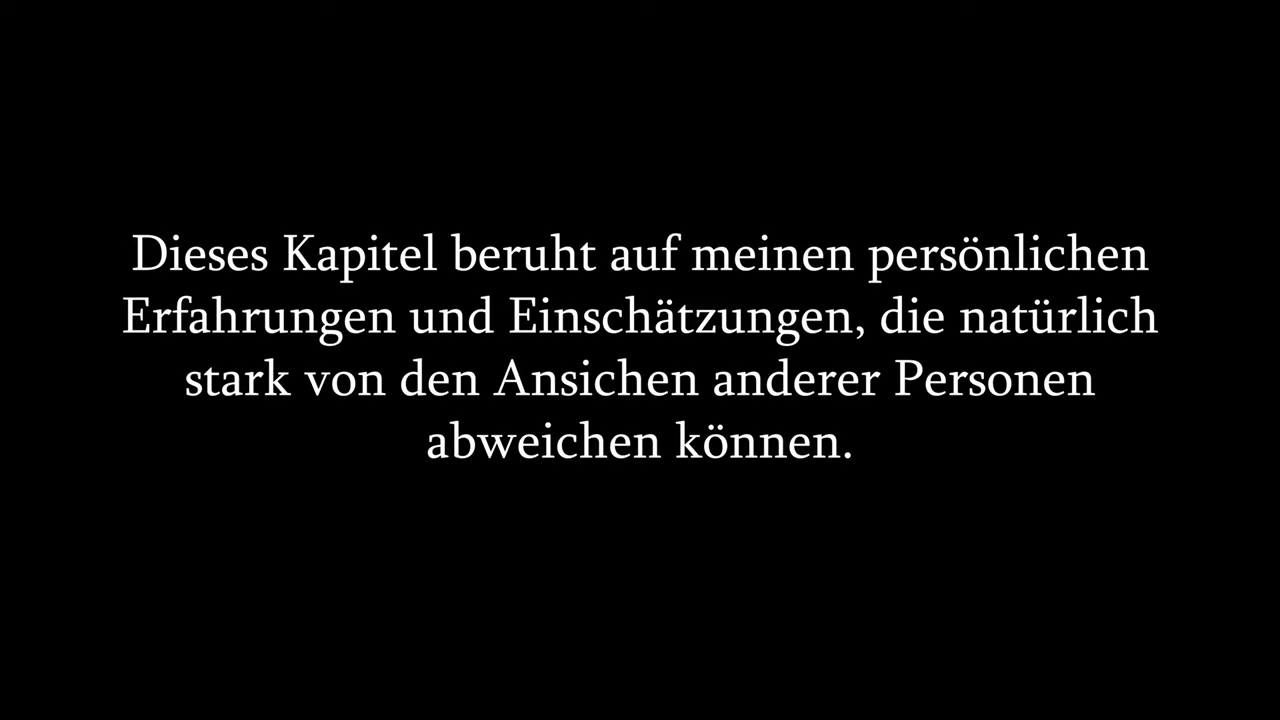 Dieses Kapitel beruht auf meinen persönlichen
Erfahrungen und Einschätzungen, die natürlich
stark von den Ansichen anderer Personen
abweichen können.